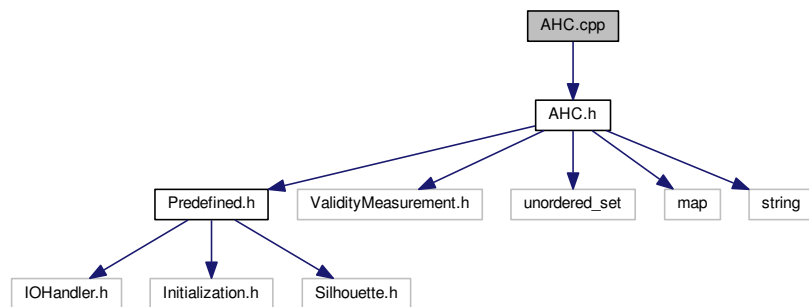 AHC.cpp
AHC.h
Predefined.h
ValidityMeasurement.h
unordered_set
map
string
IOHandler.h
Initialization.h
Silhouette.h